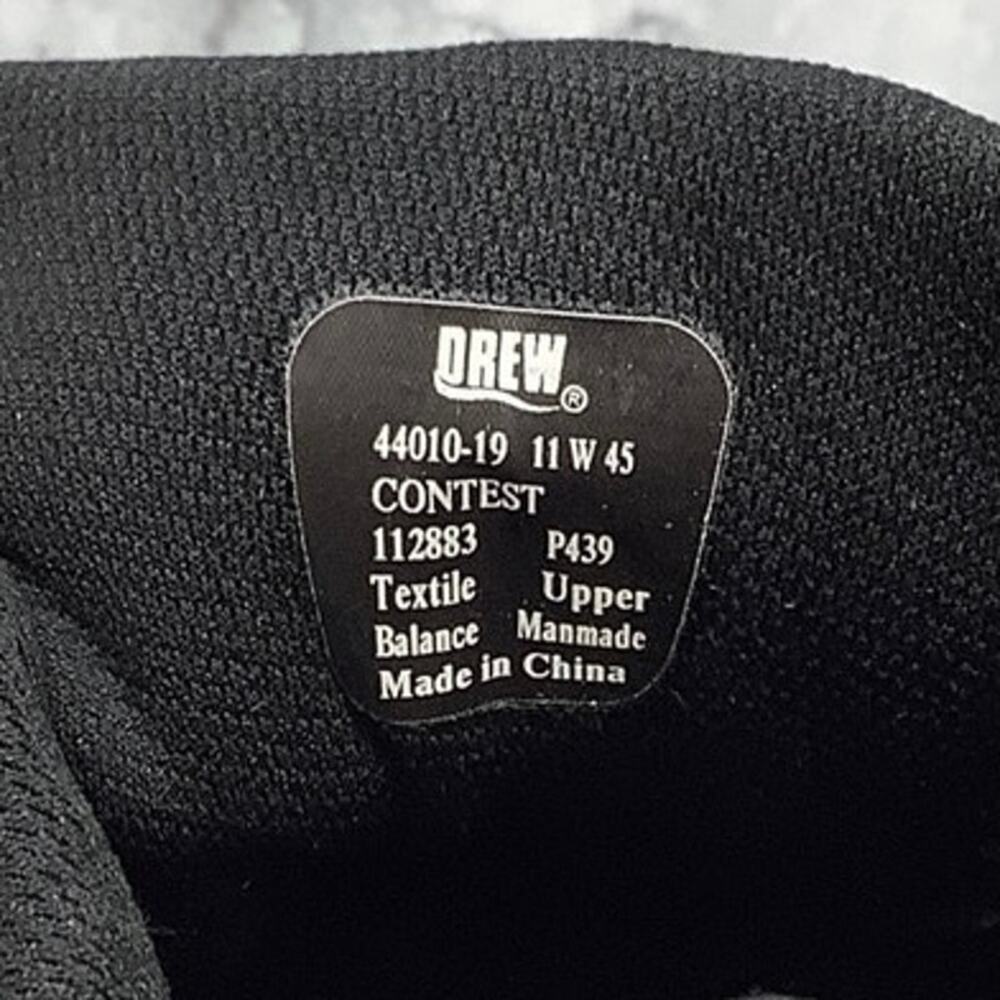 DREW®
44010-19 11 W 45
CONTEST
112883 P439
Textile Upper
Balance Manmade
Made in China